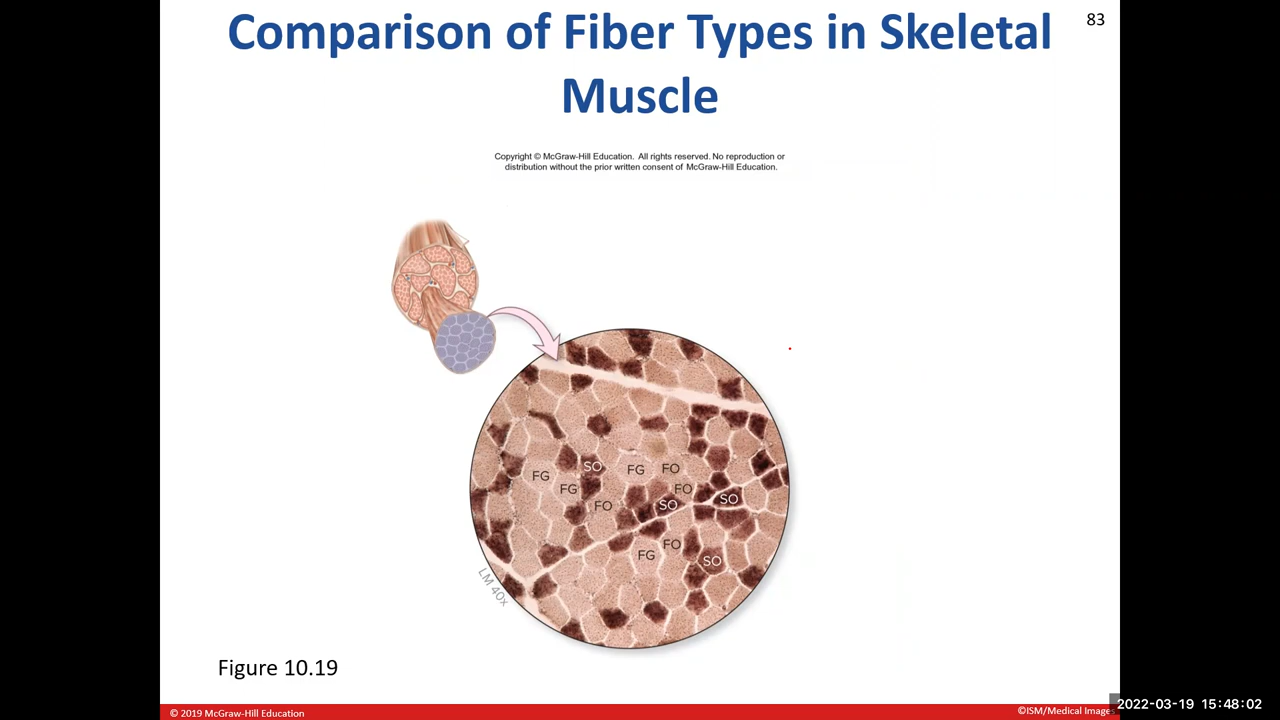 Comparison of Fiber Types in Skeletal
Muscle
83
Copyright © McGraw-Hill Education. All rights reserved. No reproduction or
distribution without the prior written consent of McGraw-Hill Education.
SO
FG
FO
FG
FG
FO
FO
SO
SO
FO
FG
FO
SO
LM 40x
Figure 10.19
© 2019 McGraw-Hill Education
©ISM/Medical Images
2022-03-19 15:48:02